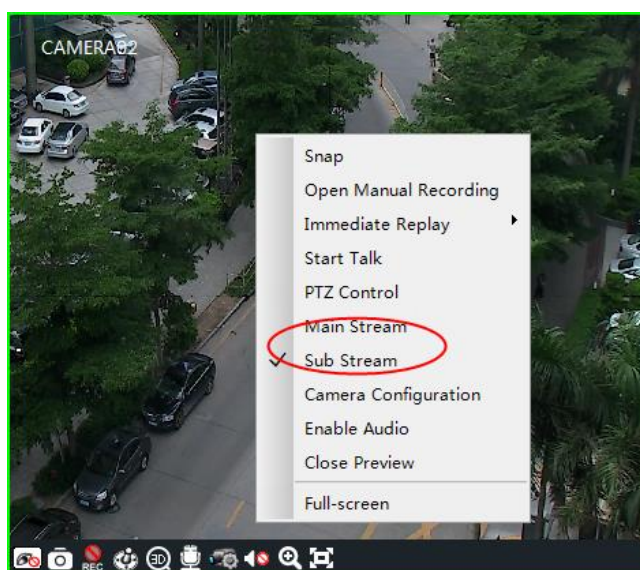 CAMERA02
Snap
Open Manual Recording
Immediate Replay
Start Talk
PTZ Control
Main Stream
Sub Stream
Camera Configuration
Enable Audio
Close Preview
Full-screen
REC 3D